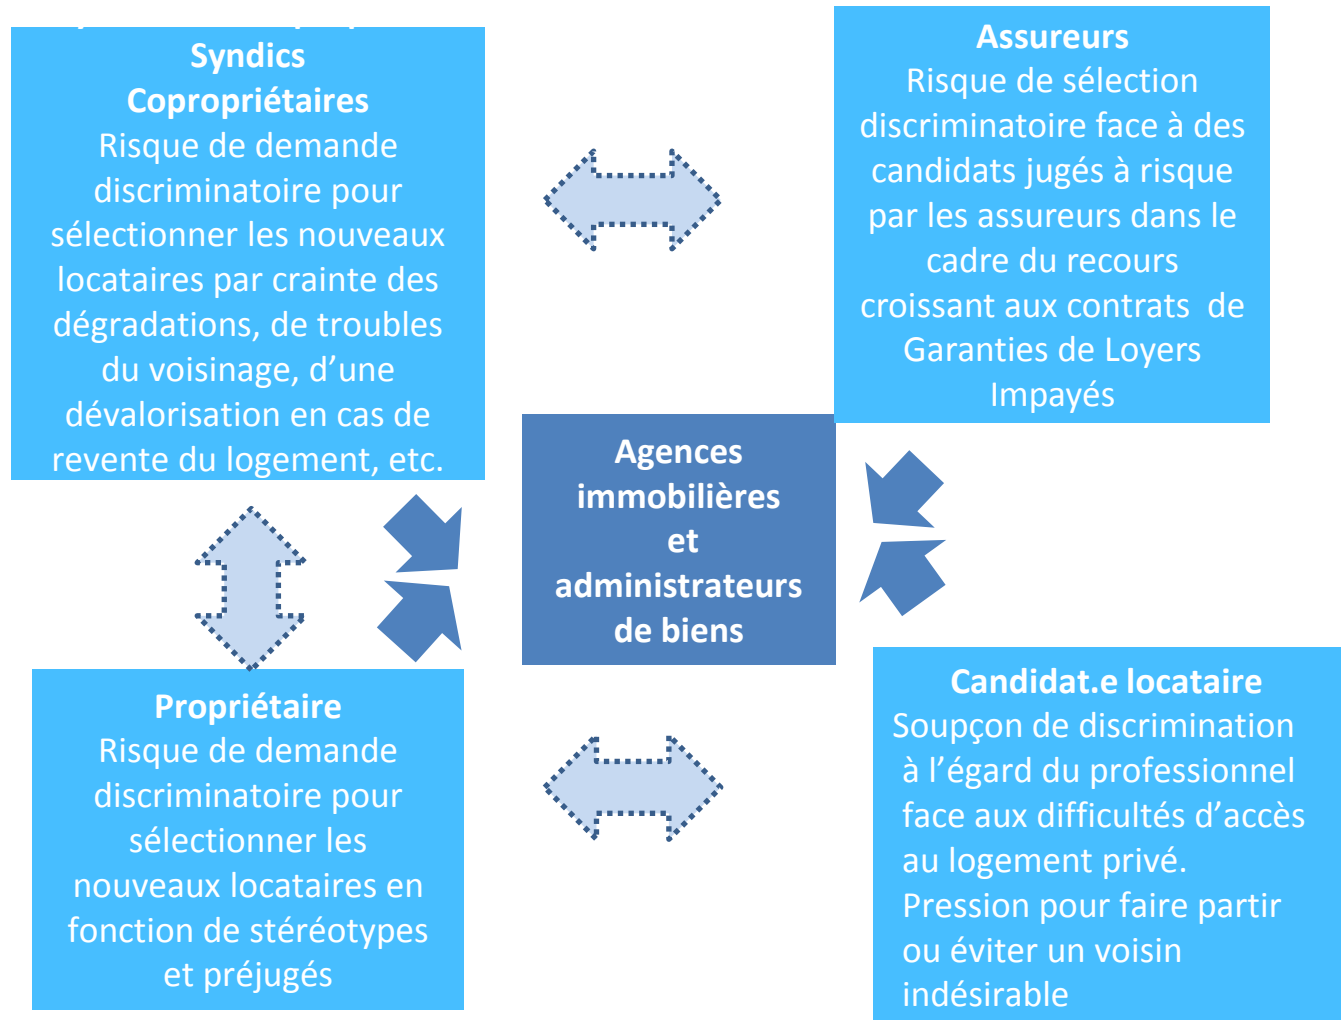 Syndics
Copropriétaires
Risque de demande
discriminatoire pour
sélectionner les nouveaux
locataires par crainte des
dégradations, de troubles
du voisinage, d’une
dévalorisation en cas de
revente du logement, etc.
Assureurs
Risque de sélection
discriminatoire face à des
candidats jugés à risque
par les assureurs dans le
cadre du recours
croissant aux contrats  de
Garanties de Loyers
Impayés
Agences
immobilières
et
administrateurs
de biens
Propriétaire
Risque de demande
discriminatoire pour
sélectionner les
nouveaux locataires en
fonction de stéréotypes
et préjugés
Candidat.e locataire
Soupçon de discrimination
à l’égard du professionnel
face aux difficultés d’accès
au logement privé.
Pression pour faire partir
ou éviter un voisin
indésirable